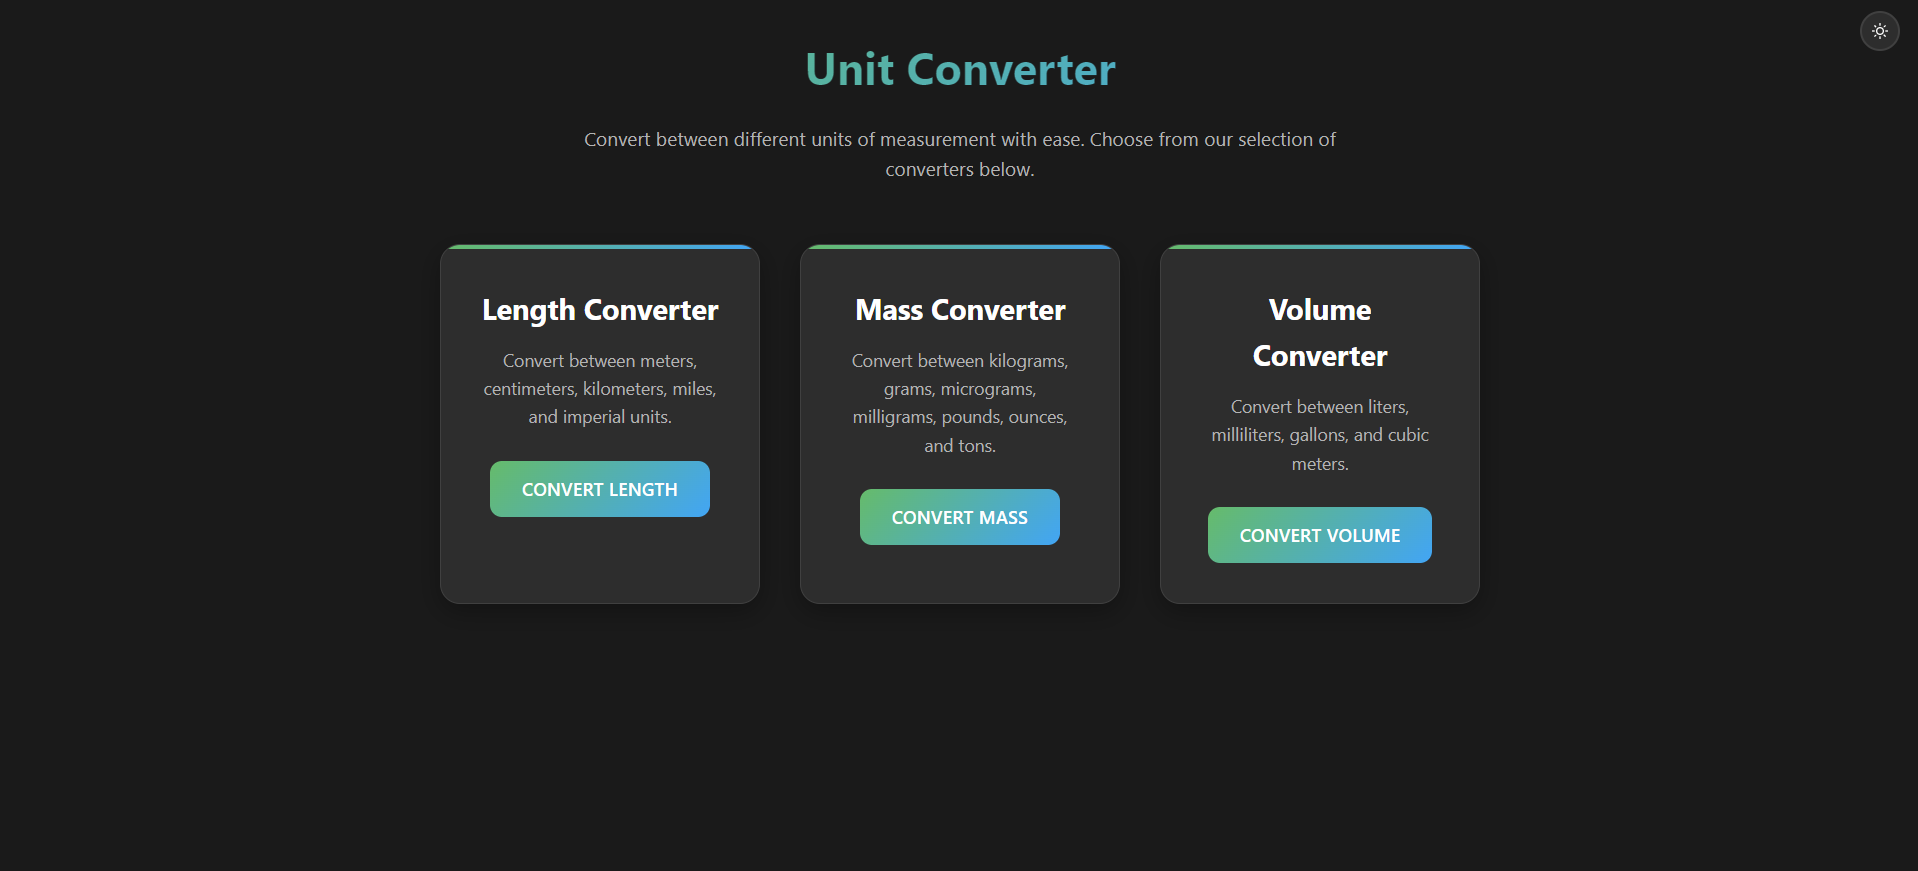 Unit Converter
Convert between different units of measurement with ease. Choose from our selection of
converters below.
Length Converter
Convert between meters,
centimeters, kilometers, miles,
and imperial units.
CONVERT LENGTH
Mass Converter
Convert between kilograms,
grams, micrograms,
milligrams, pounds, ounces,
and tons.
CONVERT MASS
Volume
Converter
Convert between liters,
milliliters, gallons, and cubic
meters.
CONVERT VOLUME